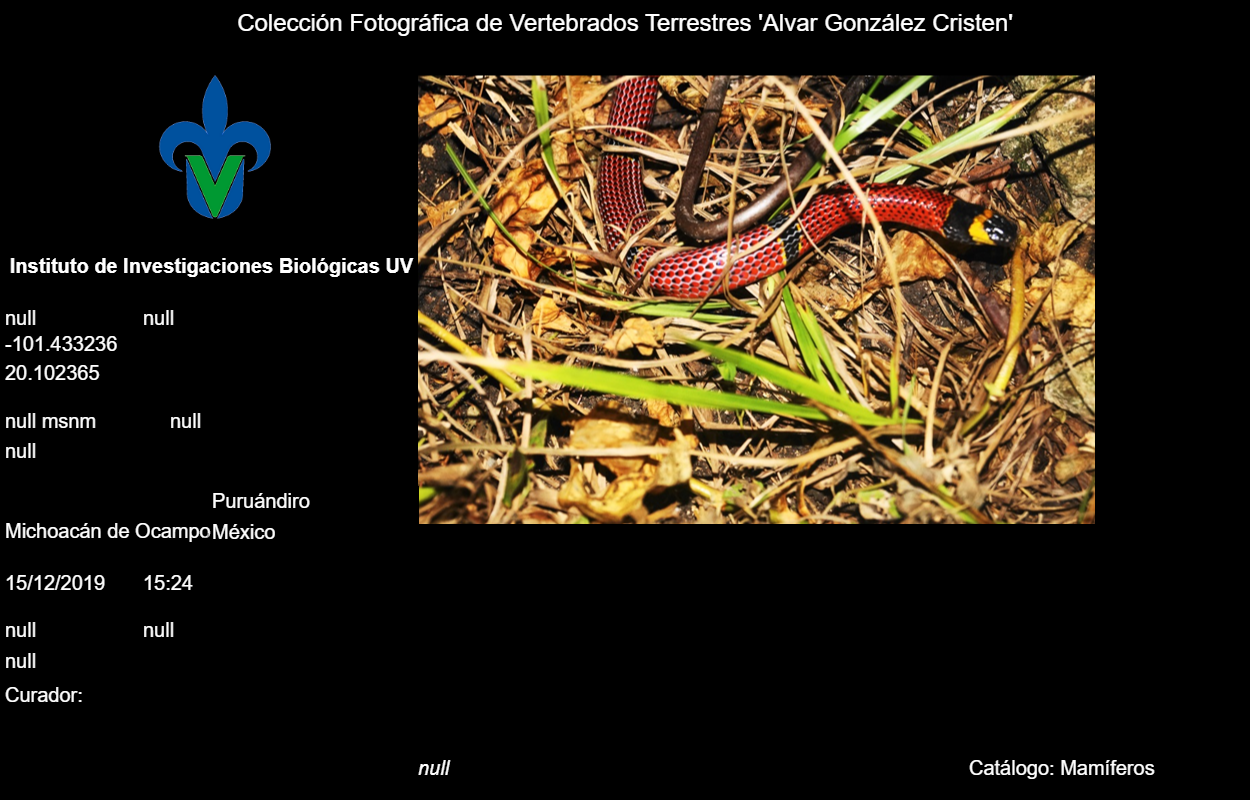 Colección Fotográfica de Vertebrados Terrestres 'Alvar González Cristen'
V
Instituto de Investigaciones Biológicas UV
null null
-101.433236
20.102365
null msnm null
null
Puruándiro
Michoacán de Ocampo México
15/12/2019 15:24
null null
null
Curador:
null Catálogo: Mamíferos